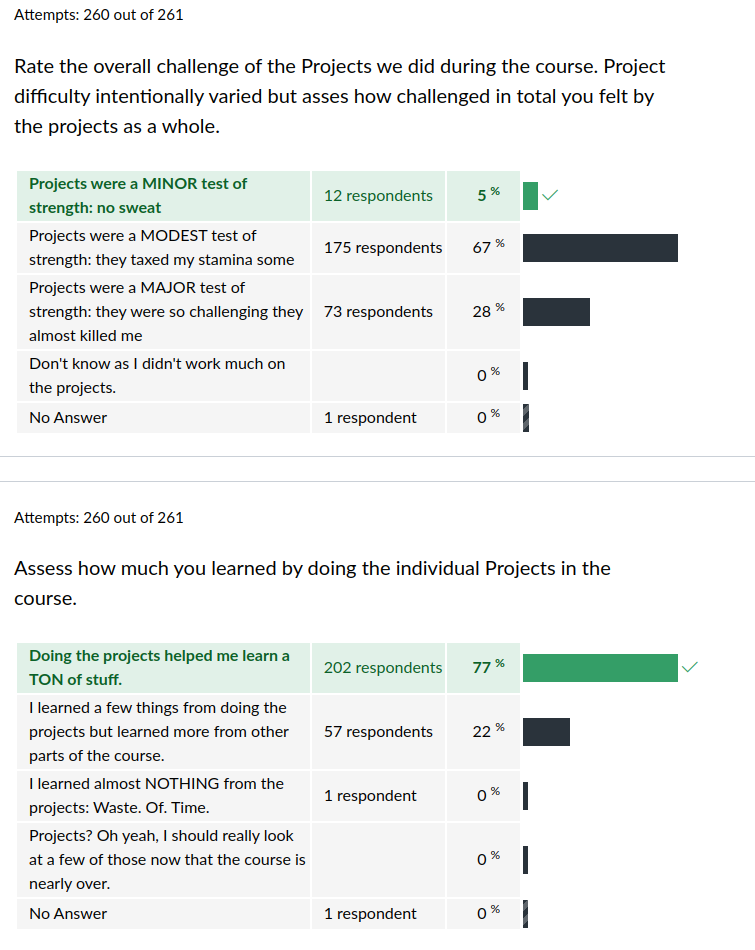 Attempts: 260 out of 261
Rate the overall challenge of the Projects we did during the course. Project
difficulty intentionally varied but asses how challenged in total you felt by
the projects as a whole.
Projects were a MINOR test of
strength: no sweat
12 respondents
5 %
Projects were a MODEST test of
strength: they taxed my stamina some
175 respondents
67 %
Projects were a MAJOR test of
strength: they were so challenging they
almost killed me
73 respondents
28 %
Don't know as I didn't work much on
the projects.
0 %
No Answer
1 respondent
0 %
Attempts: 260 out of 261
Assess how much you learned by doing the individual Projects in the
course.
Doing the projects helped me learn a
TON of stuff.
202 respondents
77 %
I learned a few things from doing the
projects but learned more from other
parts of the course.
57 respondents
22 %
I learned almost NOTHING from the
projects: Waste. Of. Time.
1 respondent
0 %
Projects? Oh yeah, I should really look
at a few of those now that the course is
nearly over.
0 %
No Answer
1 respondent
0 %